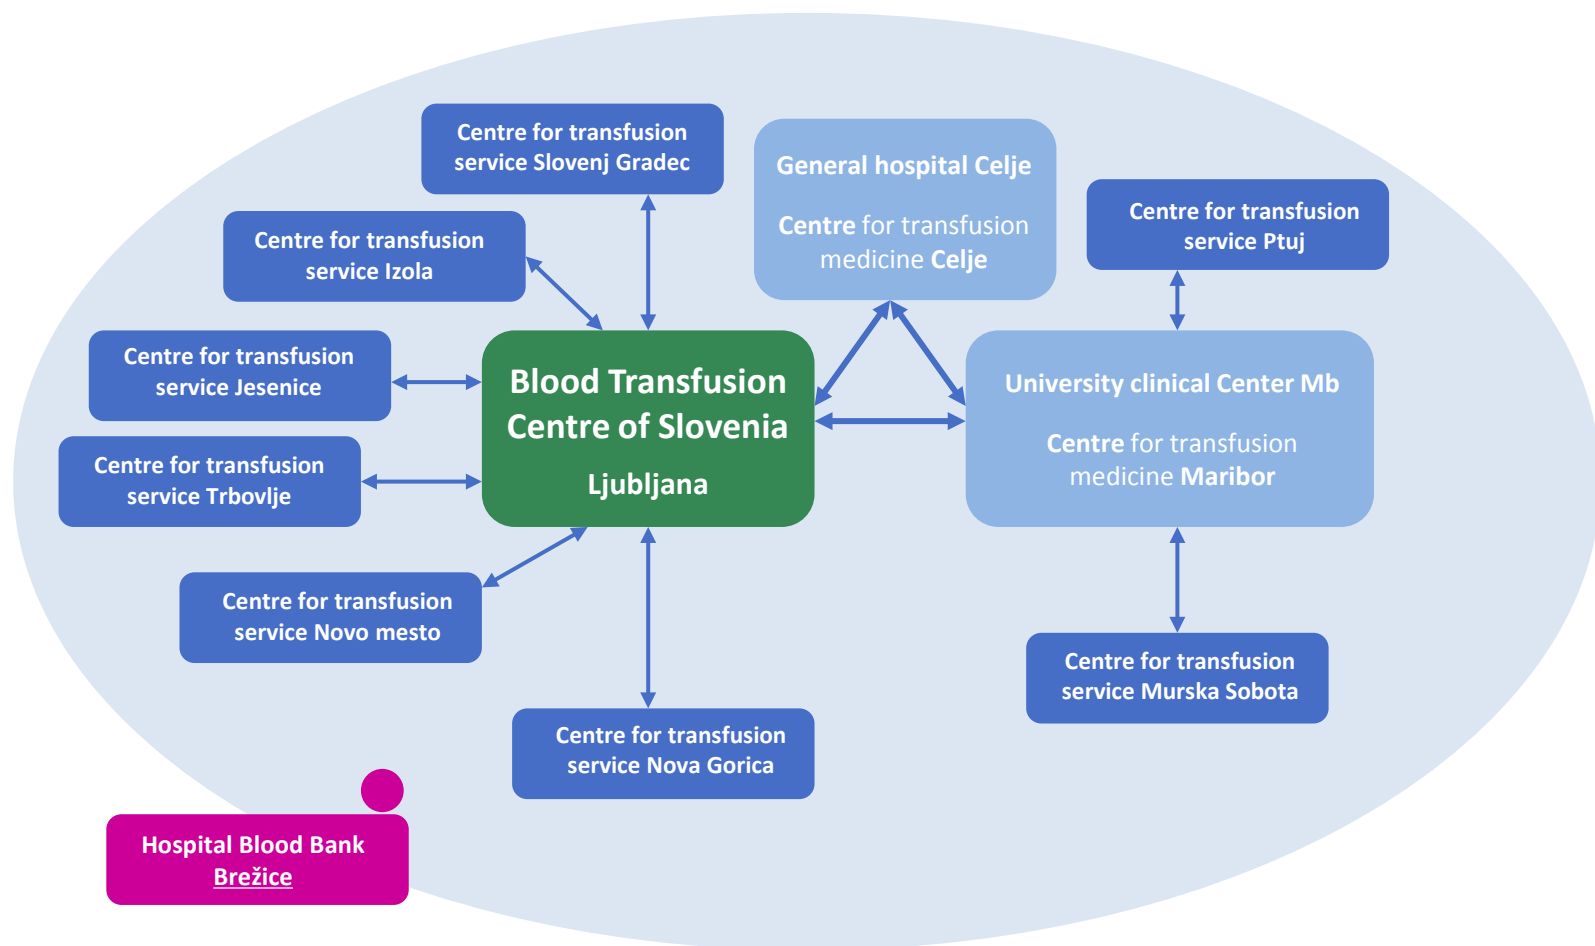 Centre for transfusion
service Slovenj Gradec
General hospital Celje
Centre for transfusion
medicine Celje
Centre for transfusion
service Ptuj
Centre for transfusion
service Izola
Centre for transfusion
service Jesenice
Blood Transfusion
Centre of Slovenia
Ljubljana
University clinical Center Mb
Centre for transfusion
medicine Maribor
Centre for transfusion
service Trbovlje
Centre for transfusion
service Novo mesto
Centre for transfusion
service Murska Sobota
Centre for transfusion
service Nova Gorica
Hospital Blood Bank
Brežice